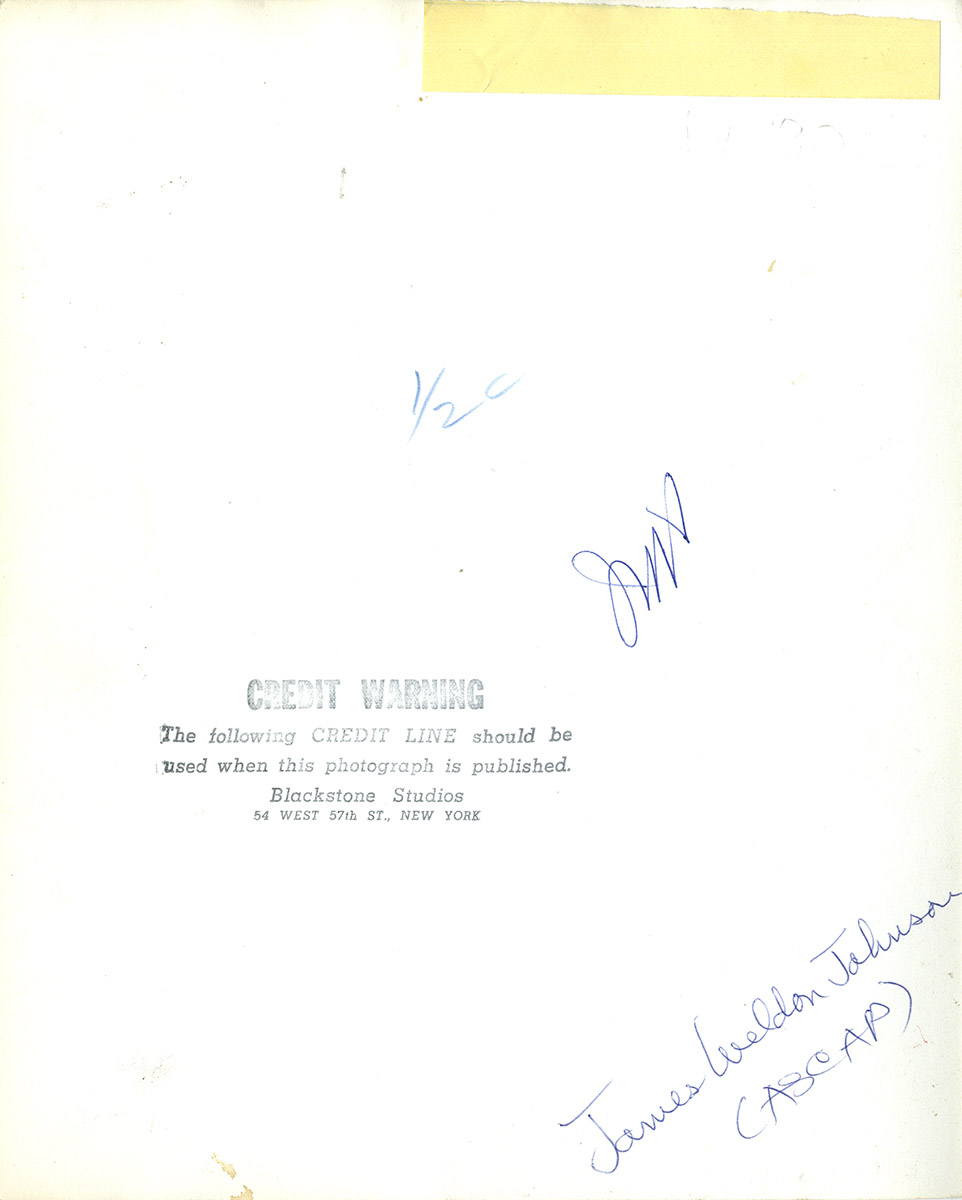 1/2 c
CREDIT WARNING
The following CREDIT LINE should be
used when this photograph is published.
Blackstone Studios
54 WEST 57th ST., NEW YORK
James Weldon Johnson
(ASCAP)